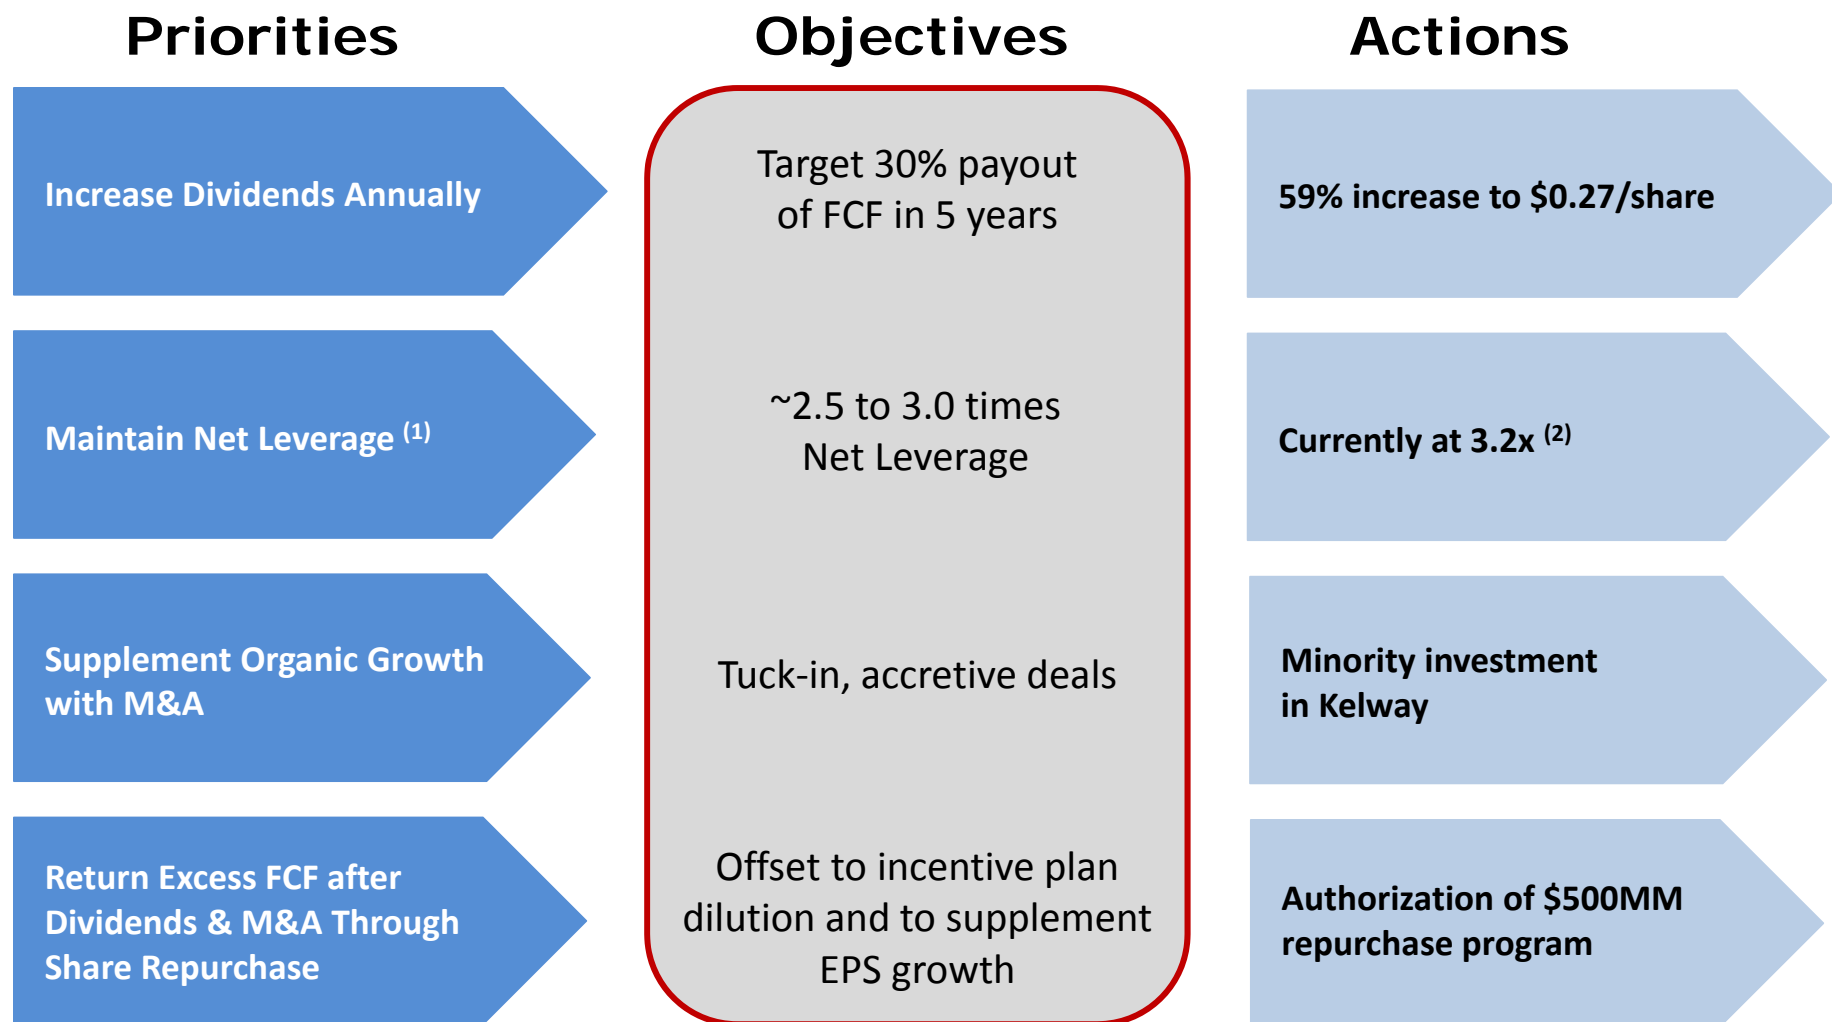 Priorities
Objectives
Actions
Increase Dividends Annually
Target 30% payout
of FCF in 5 years
59% increase to $0.27/share
Maintain Net Leverage (1)
~2.5 to 3.0 times
Net Leverage
Currently at 3.2x (2)
Supplement Organic Growth
with M&A
Tuck-in, accretive deals
Minority investment
in Kelway
Return Excess FCF after
Dividends & M&A Through
Share Repurchase
Offset to incentive plan
dilution and to supplement
EPS growth
Authorization of $500MM
repurchase program